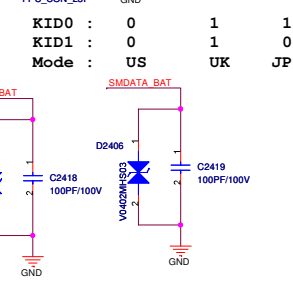 GND
KID0 : 0 1 1
KID1 : 0 1 0
Mode : US UK JP
BAT
SMDATA_BAT
D2406
1
2
V0402MHS03
1
2
C2418
100PF/100V
1
2
C2419
100PF/100V
GND
GND